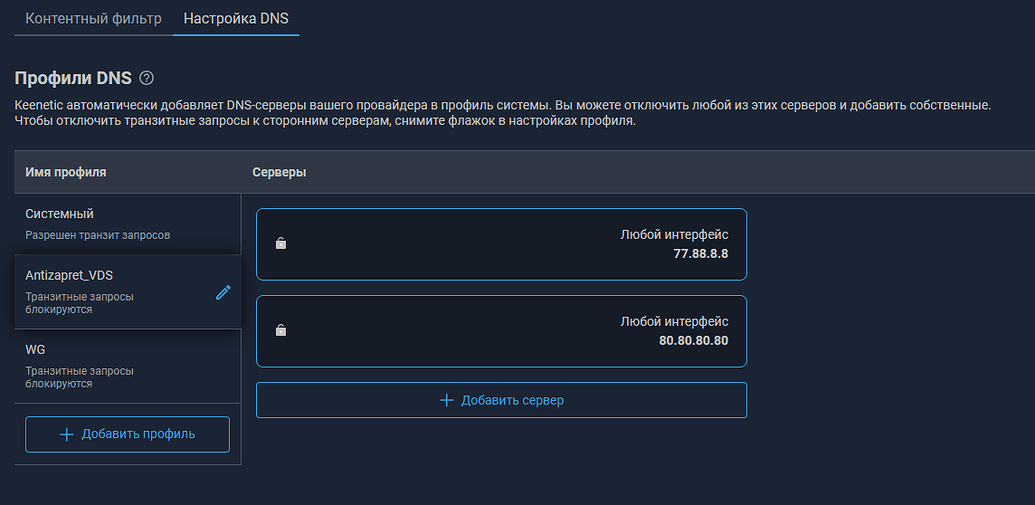 Контентный фильтр
Настройка DNS
Профили DNS
Keenetic автоматически добавляет DNS-серверы вашего провайдера в профиль системы. Вы можете отключить любой из этих серверов и добавить собственные.
Чтобы отключить транзитные запросы к сторонним серверам, снимите флажок в настройках профиля.
Имя профиля
Серверы
Системный
Разрешен транзит запросов
Antizapret_VDS
Транзитные запросы
блокируются
WG
Транзитные запросы
блокируются
+ Добавить профиль
Любой интерфейс
77.88.8.8
Любой интерфейс
80.80.80.80
+ Добавить сервер